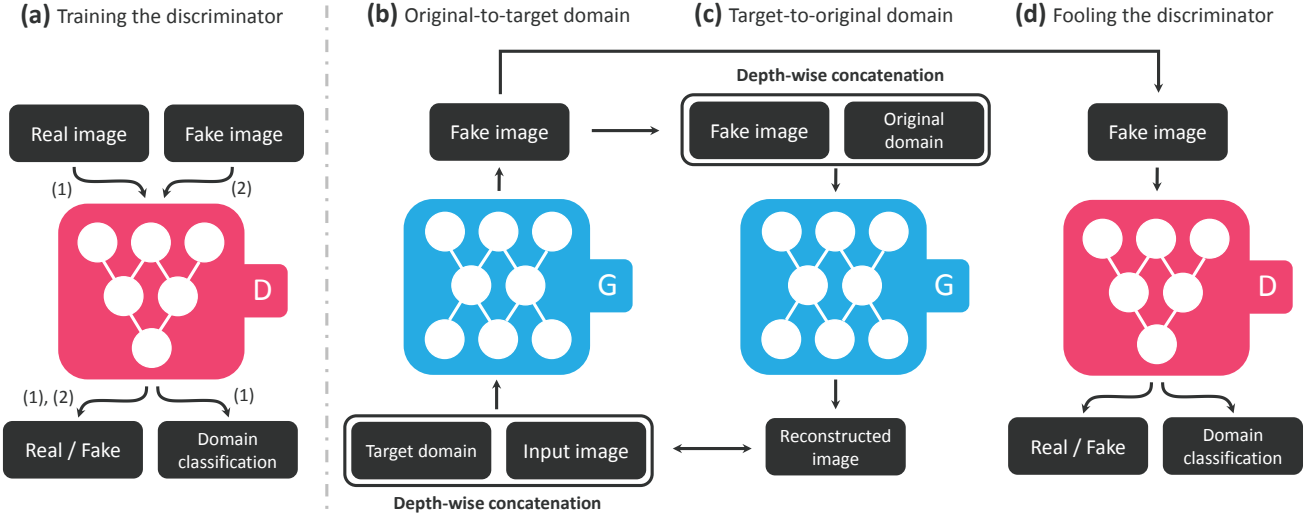 (a) Training the discriminator
(b) Original-to-target domain
(c) Target-to-original domain
(d) Fooling the discriminator
Real image
Fake image
(1)
(2)
D
(1), (2)
(1)
Real / Fake
Domain
classification
Fake image
G
Target domain
Input image
Depth-wise concatenation
Depth-wise concatenation
Fake image
Original
domain
G
Reconstructed
image
Fake image
D
Real / Fake
Domain
classification